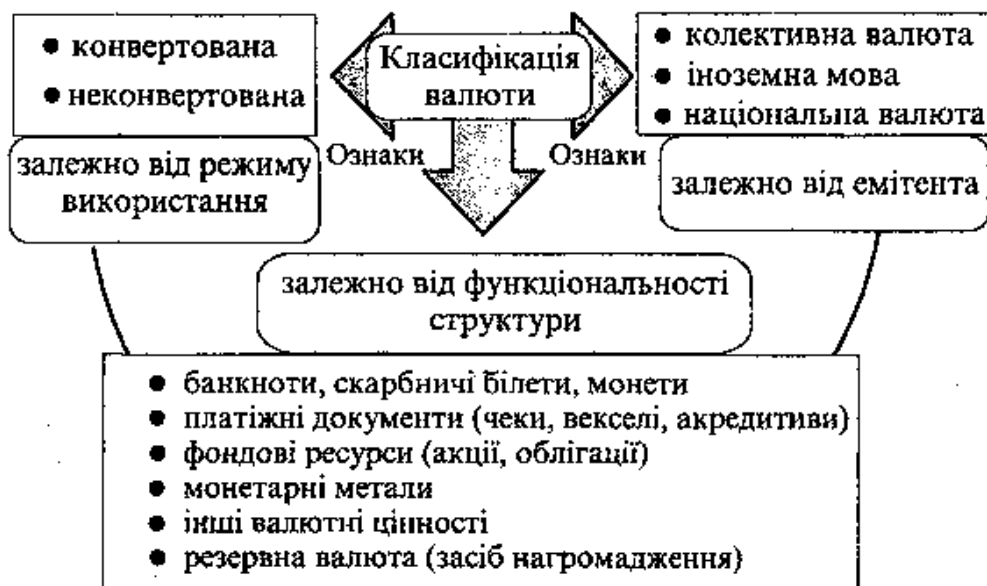 Класифікація
валюти
● конвертована
● неконвертована
залежно від режиму
використання
Ознаки
Ознаки
● колективна валюта
● іноземна мова
● національна валюта
залежно від емітента
залежно від функціональності
структури
● банкноти, скарбничі білети, монети
● платіжні документи (чеки, векселі, акредитиви)
● фондові ресурси (акції, облігації)
● монетарні метали
● інші валютні цінності
● резервна валюта (засіб нагромадження)